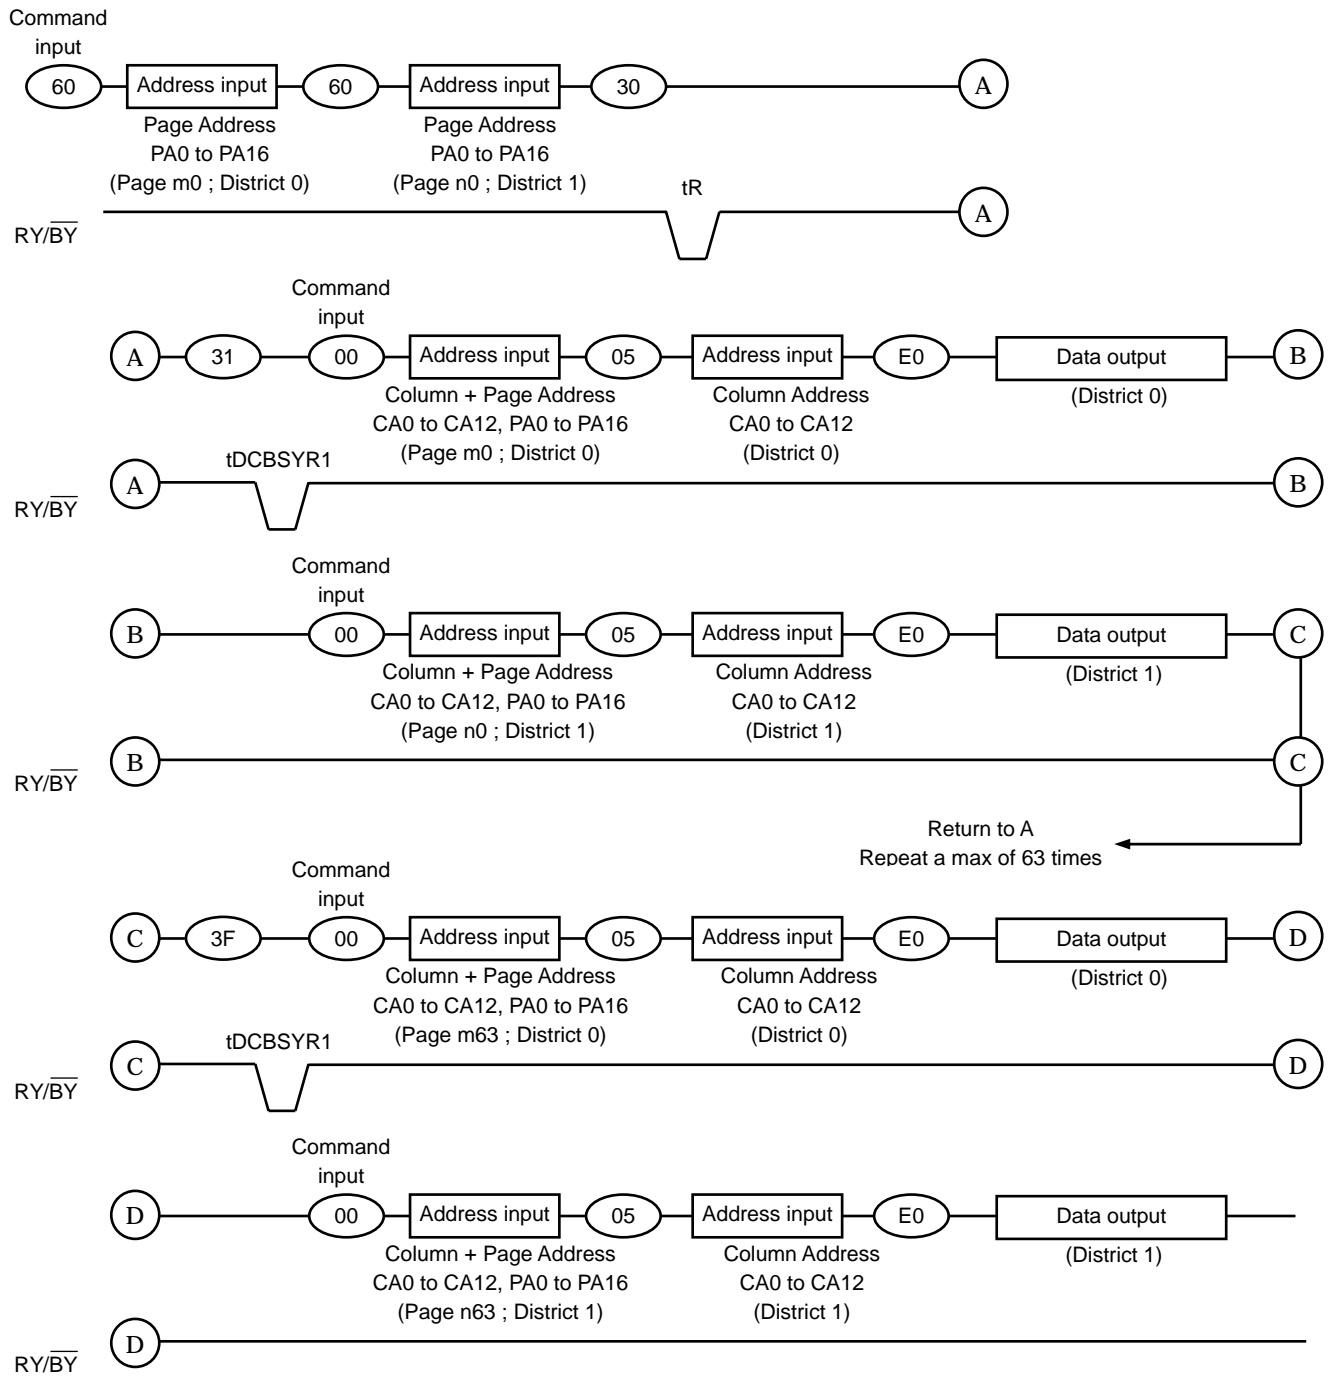 Command
input
60 Address input 60 Address input 30 A
Page Address Page Address
PA0 to PA16 PA0 to PA16
(Page m0 ; District 0) (Page n0 ; District 1)
tR
RY/BY A
Command
input
A 31 00 Address input 05 Address input E0 Data output B
Column + Page Address Column Address (District 0)
CA0 to CA12, PA0 to PA16 CA0 to CA12
(Page m0 ; District 0) (District 0)
tDCBSYR1
RY/BY A B
Command
input
B 00 Address input 05 Address input E0 Data output C
Column + Page Address Column Address (District 1)
CA0 to CA12, PA0 to PA16 CA0 to CA12
(Page n0 ; District 1) (District 1)
RY/BY B C
Return to A
Repeat a max of 63 times
Command
input
C 3F 00 Address input 05 Address input E0 Data output D
Column + Page Address Column Address (District 0)
CA0 to CA12, PA0 to PA16 CA0 to CA12
(Page m63 ; District 0) (District 0)
tDCBSYR1
RY/BY C D
Command
input
D 00 Address input 05 Address input E0 Data output
Column + Page Address Column Address (District 1)
CA0 to CA12, PA0 to PA16 CA0 to CA12
(Page n63 ; District 1) (District 1)
RY/BY D